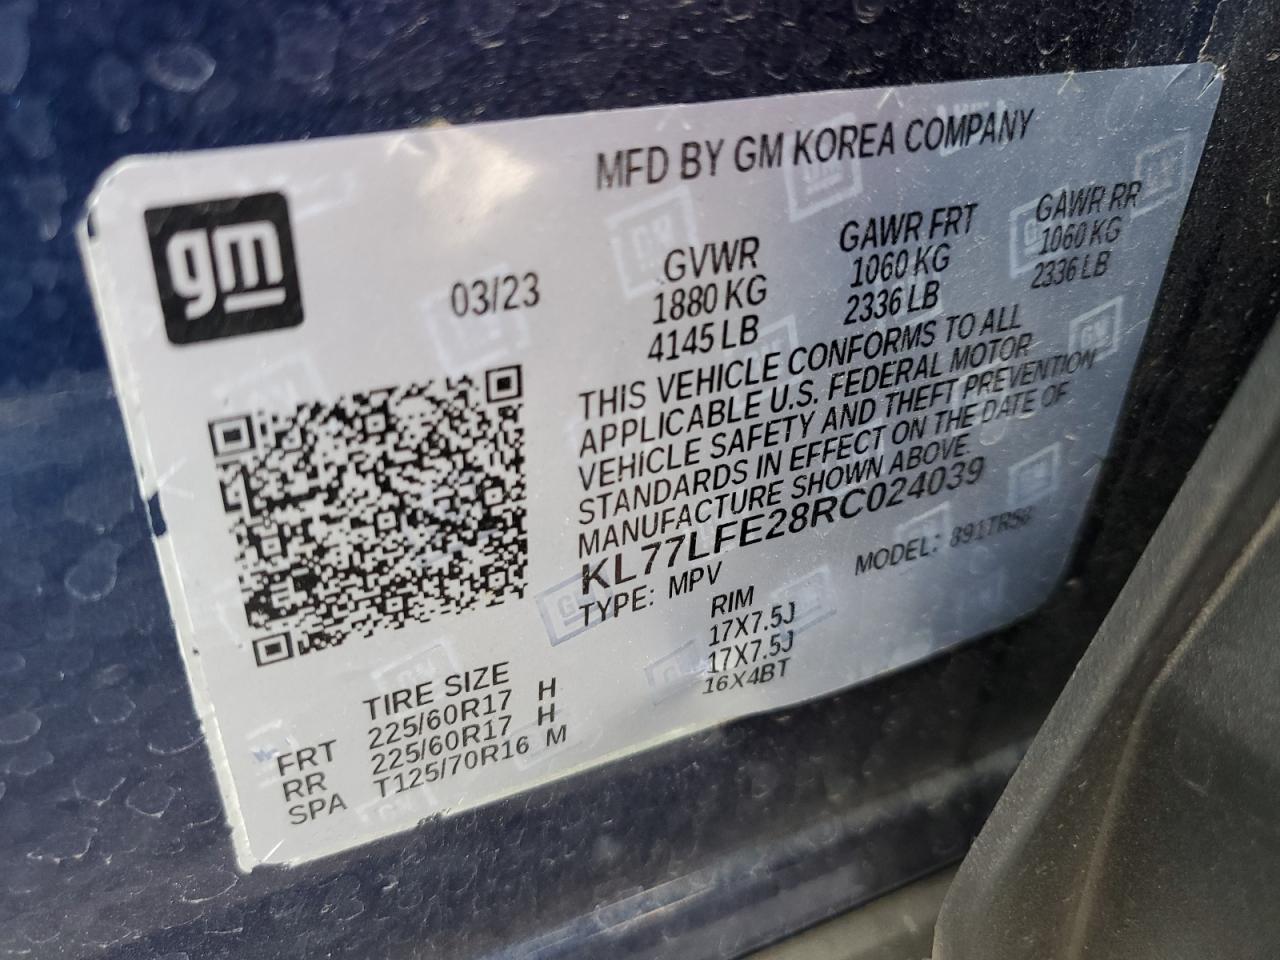 MFD BY GM KOREA COMPANY
gm
03/23
GVWR GAWR FRT GAWR RR
1880 KG 1060 KG 1060 KG
4145 LB 2336 LB 2336 LB
THIS VEHICLE CONFORMS TO ALL
APPLICABLE U.S. FEDERAL MOTOR
VEHICLE SAFETY AND THEFT PREVENTION
STANDARDS IN EFFECT ON THE DATE OF
MANUFACTURE SHOWN ABOVE.
KL77LFE28RC024039
TYPE: MPV MODEL:
TIRE SIZE RIM
FRT 225/60R17 H 17X7.5J
RR 225/60R17 H 17X7.5J
SPA T125/70R16 M 16X4BT